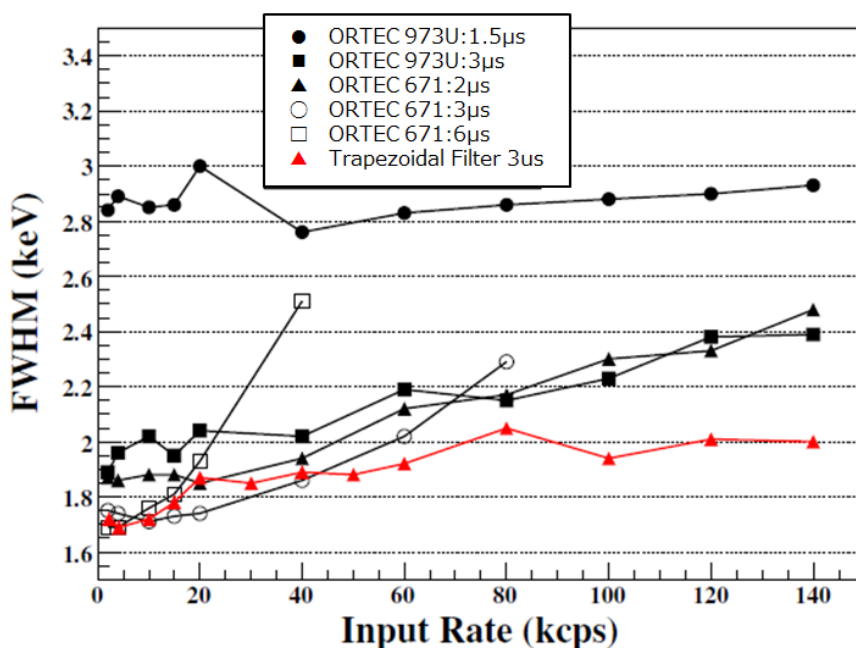 ORTEC 973U:1.5μs
ORTEC 973U:3μs
ORTEC 671:2μs
ORTEC 671:3μs
ORTEC 671:6μs
Trapezoidal Filter 3us
FWHM (keV)
3.4
3.2
3
2.8
2.6
2.4
2.2
2
1.8
1.6
0 20 40 60 80 100 120 140
Input Rate (kcps)